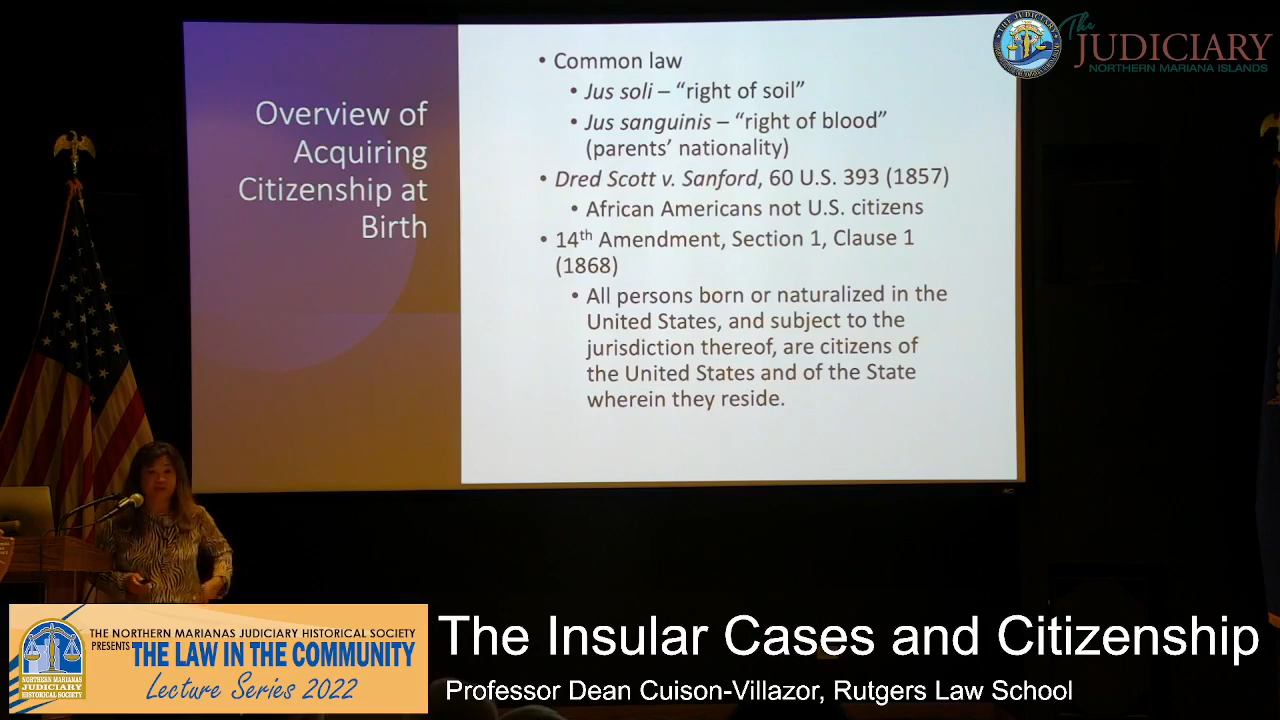 The
JUDICIARY
NORTHERN MARIANA ISLANDS
Overview of
Acquiring
Citizenship at
Birth
• Common law
• Jus soli – “right of soil”
• Jus sanguinis – “right of blood”
(parents’ nationality)
• Dred Scott v. Sanford, 60 U.S. 393 (1857)
• African Americans not U.S. citizens
• 14th Amendment, Section 1, Clause 1
(1868)
• All persons born or naturalized in the
United States, and subject to the
jurisdiction thereof, are citizens of
the United States and of the State
wherein they reside.
THE NORTHERN MARIANAS JUDICIARY HISTORICAL SOCIETY
PRESENTS THE LAW IN THE COMMUNITY
Lecture Series 2022
NORTHERN MARIANAS
JUDICIARY
HISTORICAL SOCIETY
The Insular Cases and Citizenship
Professor Dean Cuison-Villazor, Rutgers Law School